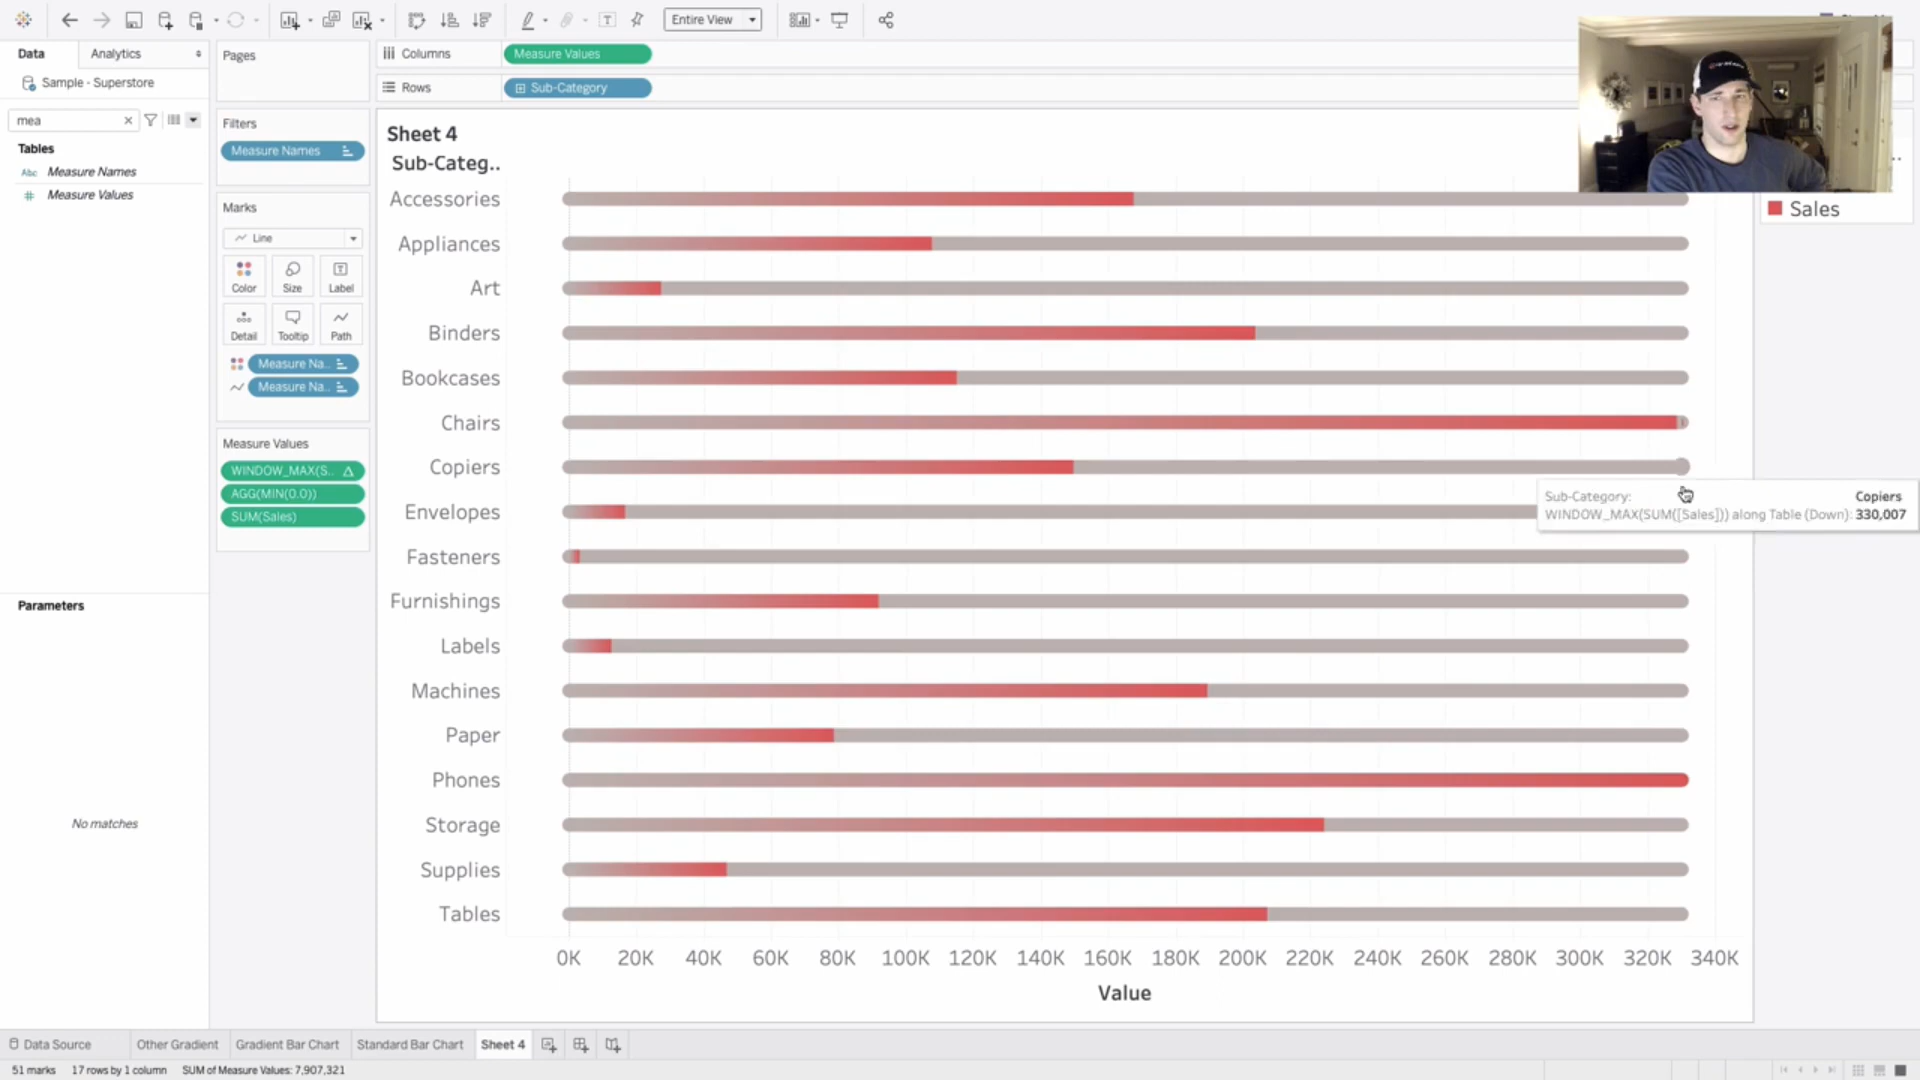 Entire View
Data
Analytics
Pages
Columns
Measure Values
Sample - Superstore
Rows
Sub-Category
mea
Filters
Measure Names
Tables
Abc Measure Names
# Measure Values
Marks
Line
Color
Size
Label
Detail
Tooltip
Path
Measure Na..
Measure Na..
Measure Values
WINDOW_MAX(S..
AGG(MIN(0.0))
SUM(Sales)
Parameters
No matches
Sheet 4
Sub-Categ..
Accessories
Appliances
Art
Binders
Bookcases
Chairs
Copiers
Envelopes
Fasteners
Furnishings
Labels
Machines
Paper
Phones
Storage
Supplies
Tables
0K 20K 40K 60K 80K 100K 120K 140K 160K 180K 200K 220K 240K 260K 280K 300K 320K 340K
Value
Sales
Sub-Category: Copiers
WINDOW_MAX(SUM([Sales])) along Table (Down): 330,007
Data Source
Other Gradient
Gradient Bar Chart
Standard Bar Chart
Sheet 4
51 marks 17 rows by 1 column SUM of Measure Values: 7,907,321